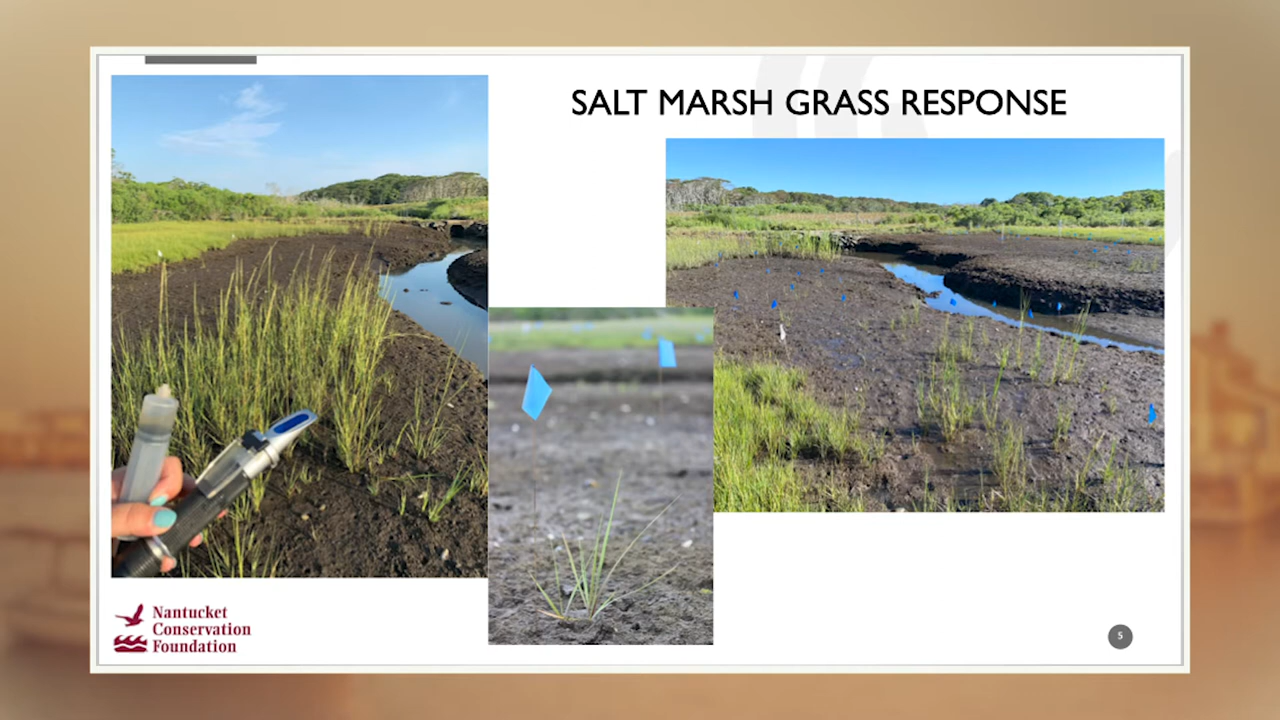 SALT MARSH GRASS RESPONSE
Nantucket
Conservation
Foundation
5